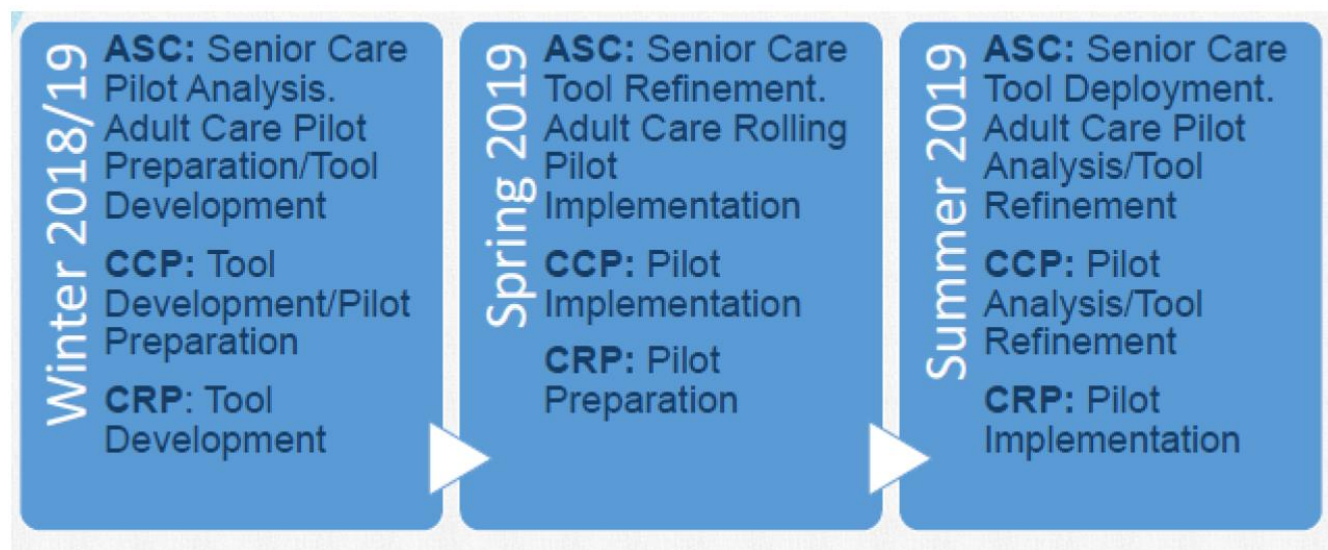 Winter 2018/19
ASC: Senior Care
Pilot Analysis.
Adult Care Pilot
Preparation/Tool
Development
CCP: Tool
Development/Pilot
Preparation
CRP: Tool
Development
Spring 2019
ASC: Senior Care
Tool Refinement.
Adult Care Rolling
Pilot
Implementation
CCP: Pilot
Implementation
CRP: Pilot
Preparation
Summer 2019
ASC: Senior Care
Tool Deployment.
Adult Care Pilot
Analysis/Tool
Refinement
CCP: Pilot
Analysis/Tool
Refinement
CRP: Pilot
Implementation